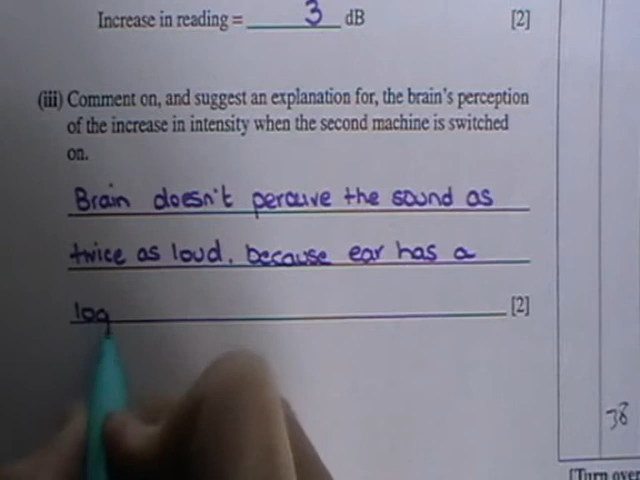 Increase in reading = 3 dB [2]
(iii) Comment on, and suggest an explanation for, the brain's perception
of the increase in intensity when the second machine is switched
on.
Brain doesn't percuve the sound as
twice as loud, because ear has a
log [2]
38
[Turn over